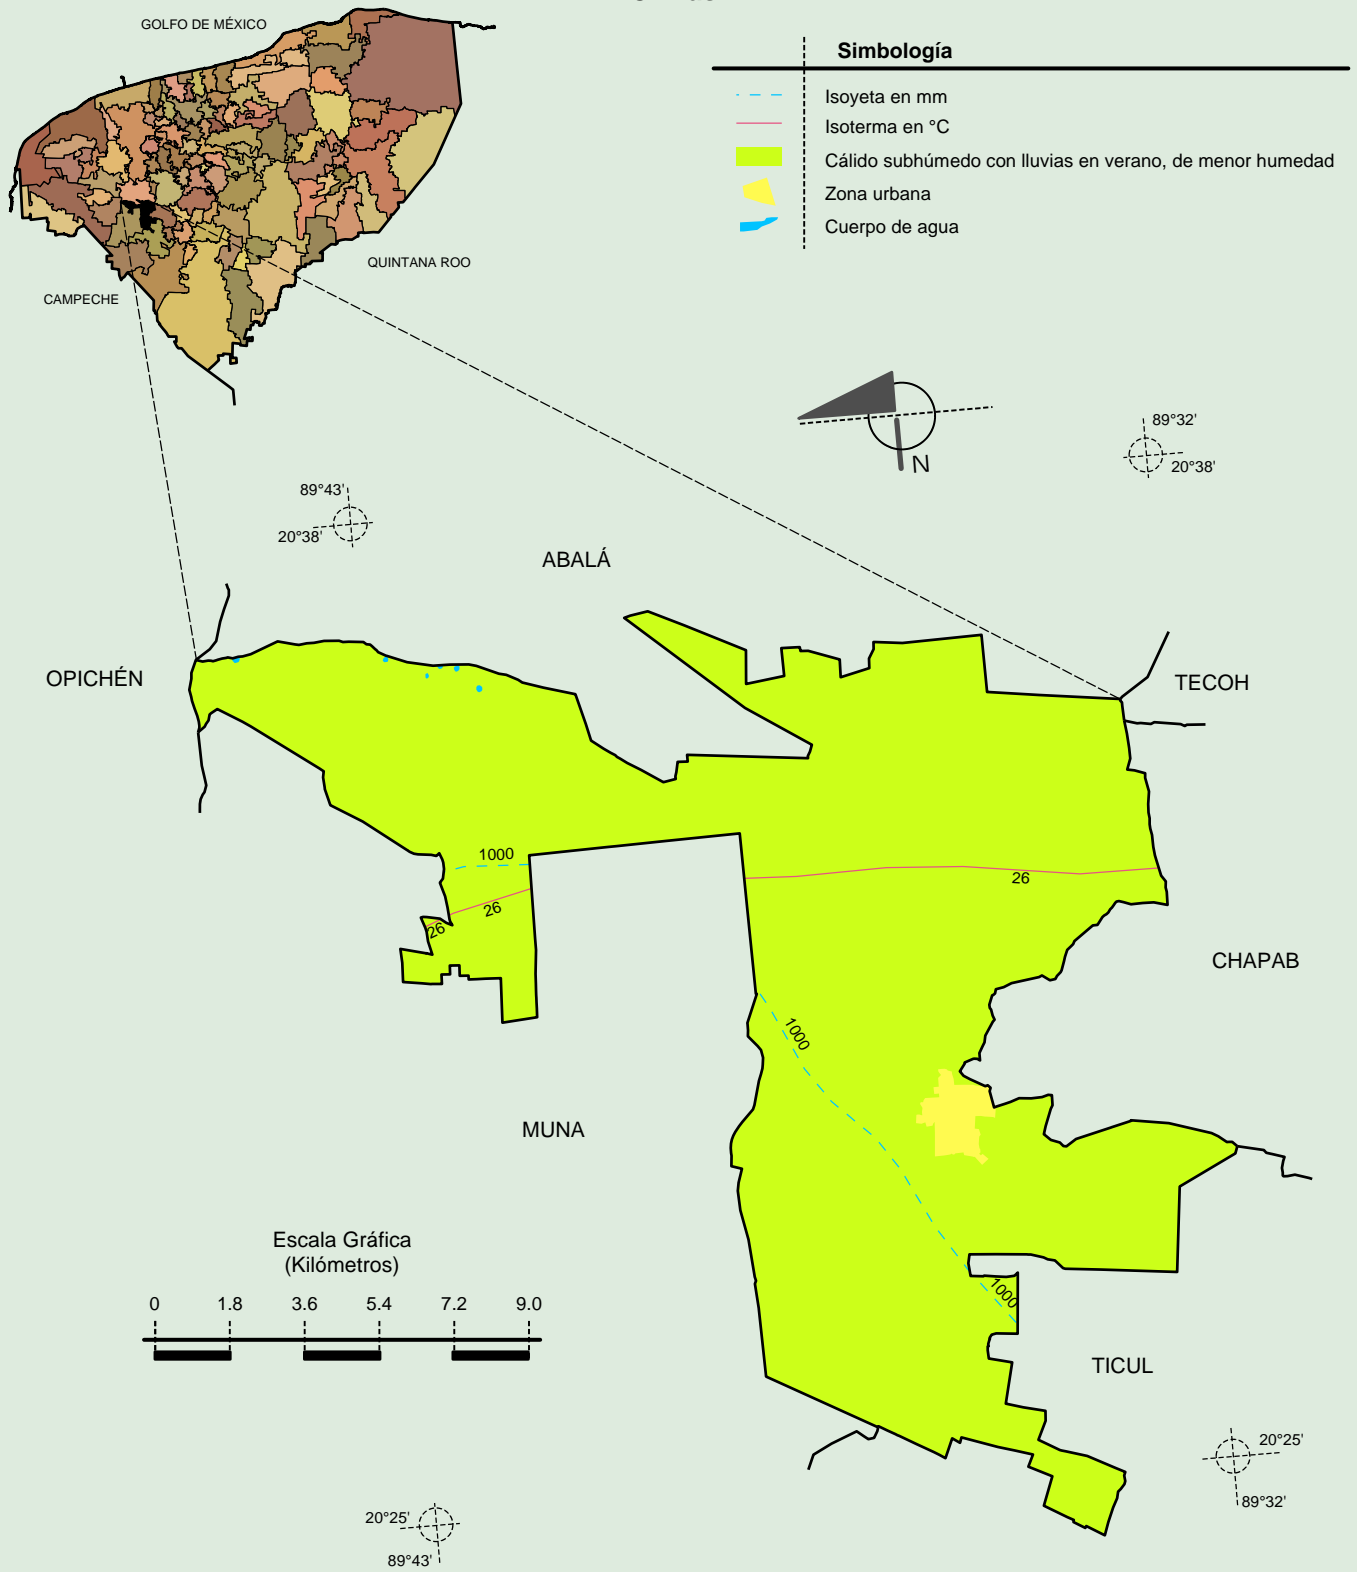 GOLFO DE MÉXICO
QUINTANA ROO
CAMPECHE
Simbología
Isoyeta en mm
Isoterma en °C
Cálido subhúmedo con lluvias en verano, de menor humedad
Zona urbana
Cuerpo de agua
N
89°32'
20°38'
89°43'
20°38'
ABALÁ
OPICHÉN
TECOH
1000
26
26
26
CHAPAB
1000
MUNA
1000
TICUL
Escala Gráfica
(Kilómetros)
0 1.8 3.6 5.4 7.2 9.0
20°25'
89°32'
20°25'
89°43'